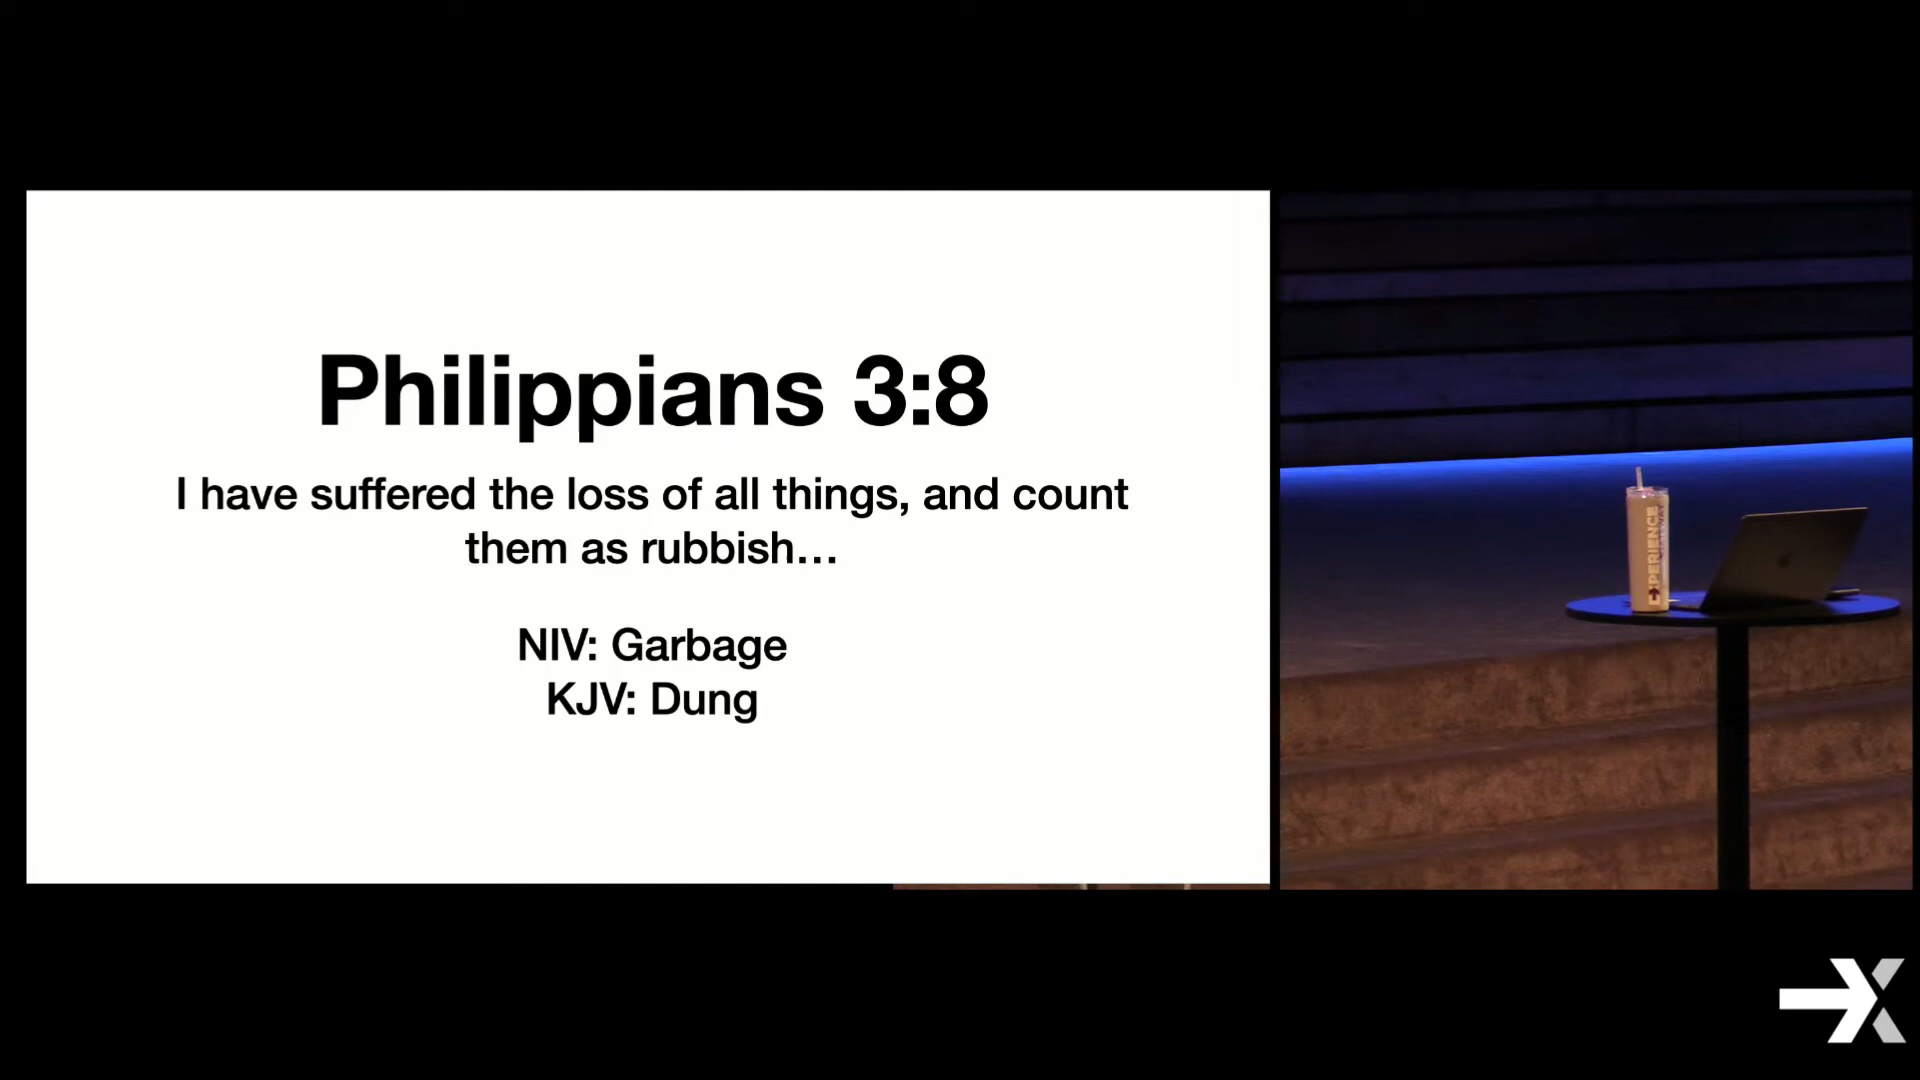 Philippians 3:8
I have suffered the loss of all things, and count
them as rubbish…
NIV: Garbage
KJV: Dung
EXPERIENCE
X